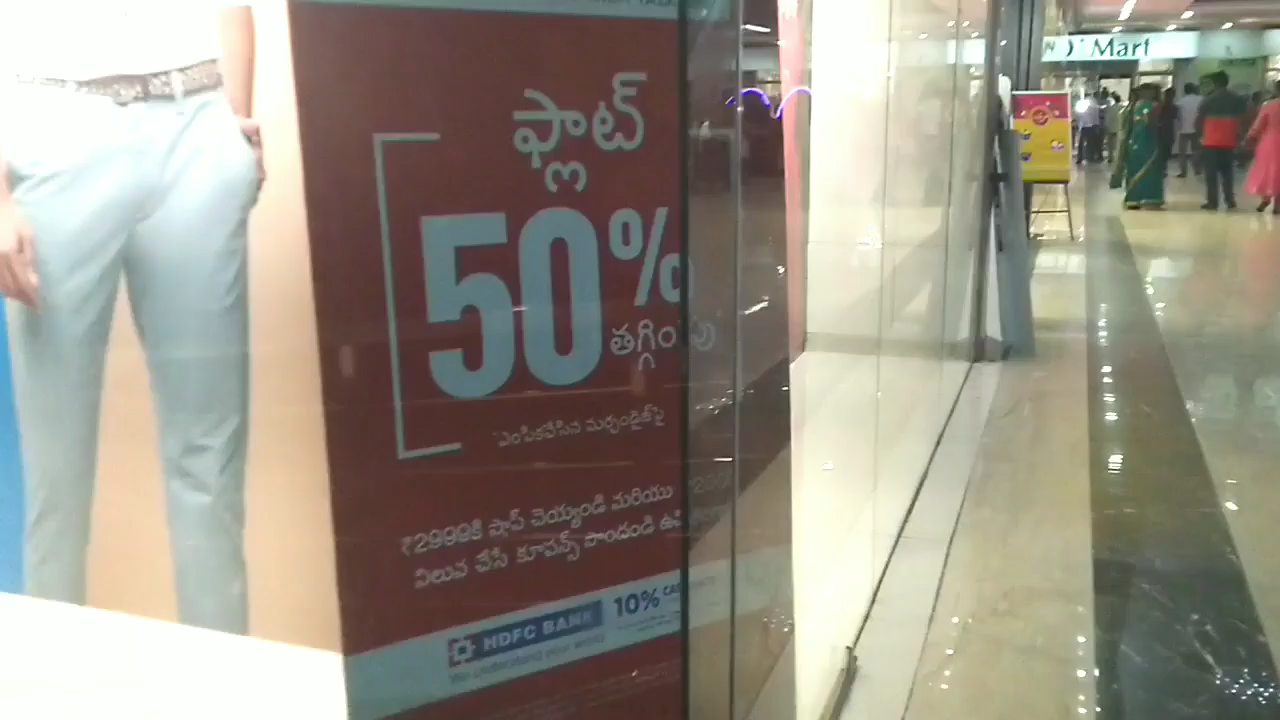 ఫ్లాట్
50%
తగ్గింపు
*ఎంపికచేసిన మర్చండైజ్‌పై
₹2999కి షాప్ చెయ్యండి మరియు
నిలువ చేసే కూపన్స్ పొందండి
HDFC BANK
We understand your world
10%
D Mart